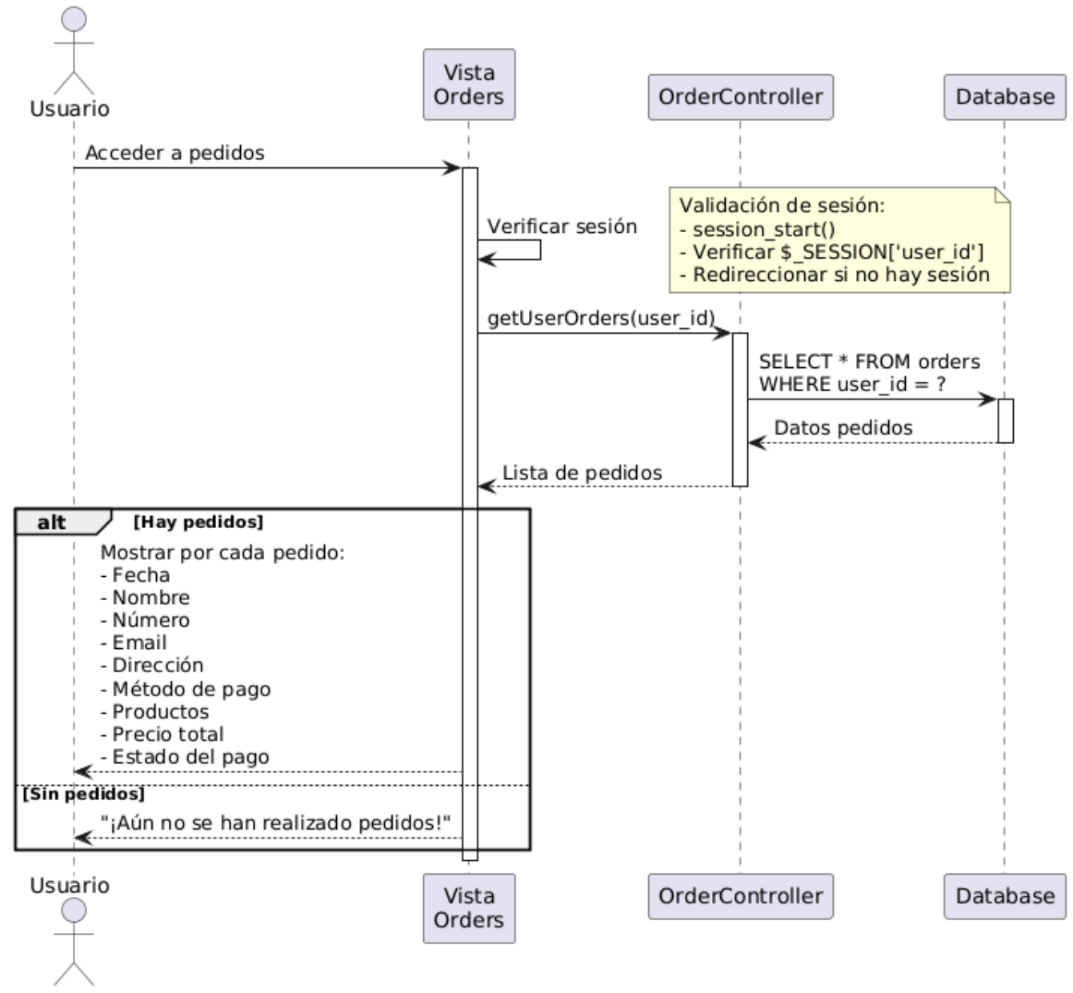 Usuario
Vista
Orders
OrderController
Database
Acceder a pedidos
Verificar sesión
Validación de sesión:
- session_start()
- Verificar $_SESSION['user_id']
- Redireccionar si no hay sesión
getUserOrders(user_id)
SELECT * FROM orders
WHERE user_id = ?
Datos pedidos
Lista de pedidos
alt
[Hay pedidos]
Mostrar por cada pedido:
- Fecha
- Nombre
- Número
- Email
- Dirección
- Método de pago
- Productos
- Precio total
- Estado del pago
[Sin pedidos]
"¡Aún no se han realizado pedidos!"
Usuario
Vista
Orders
OrderController
Database